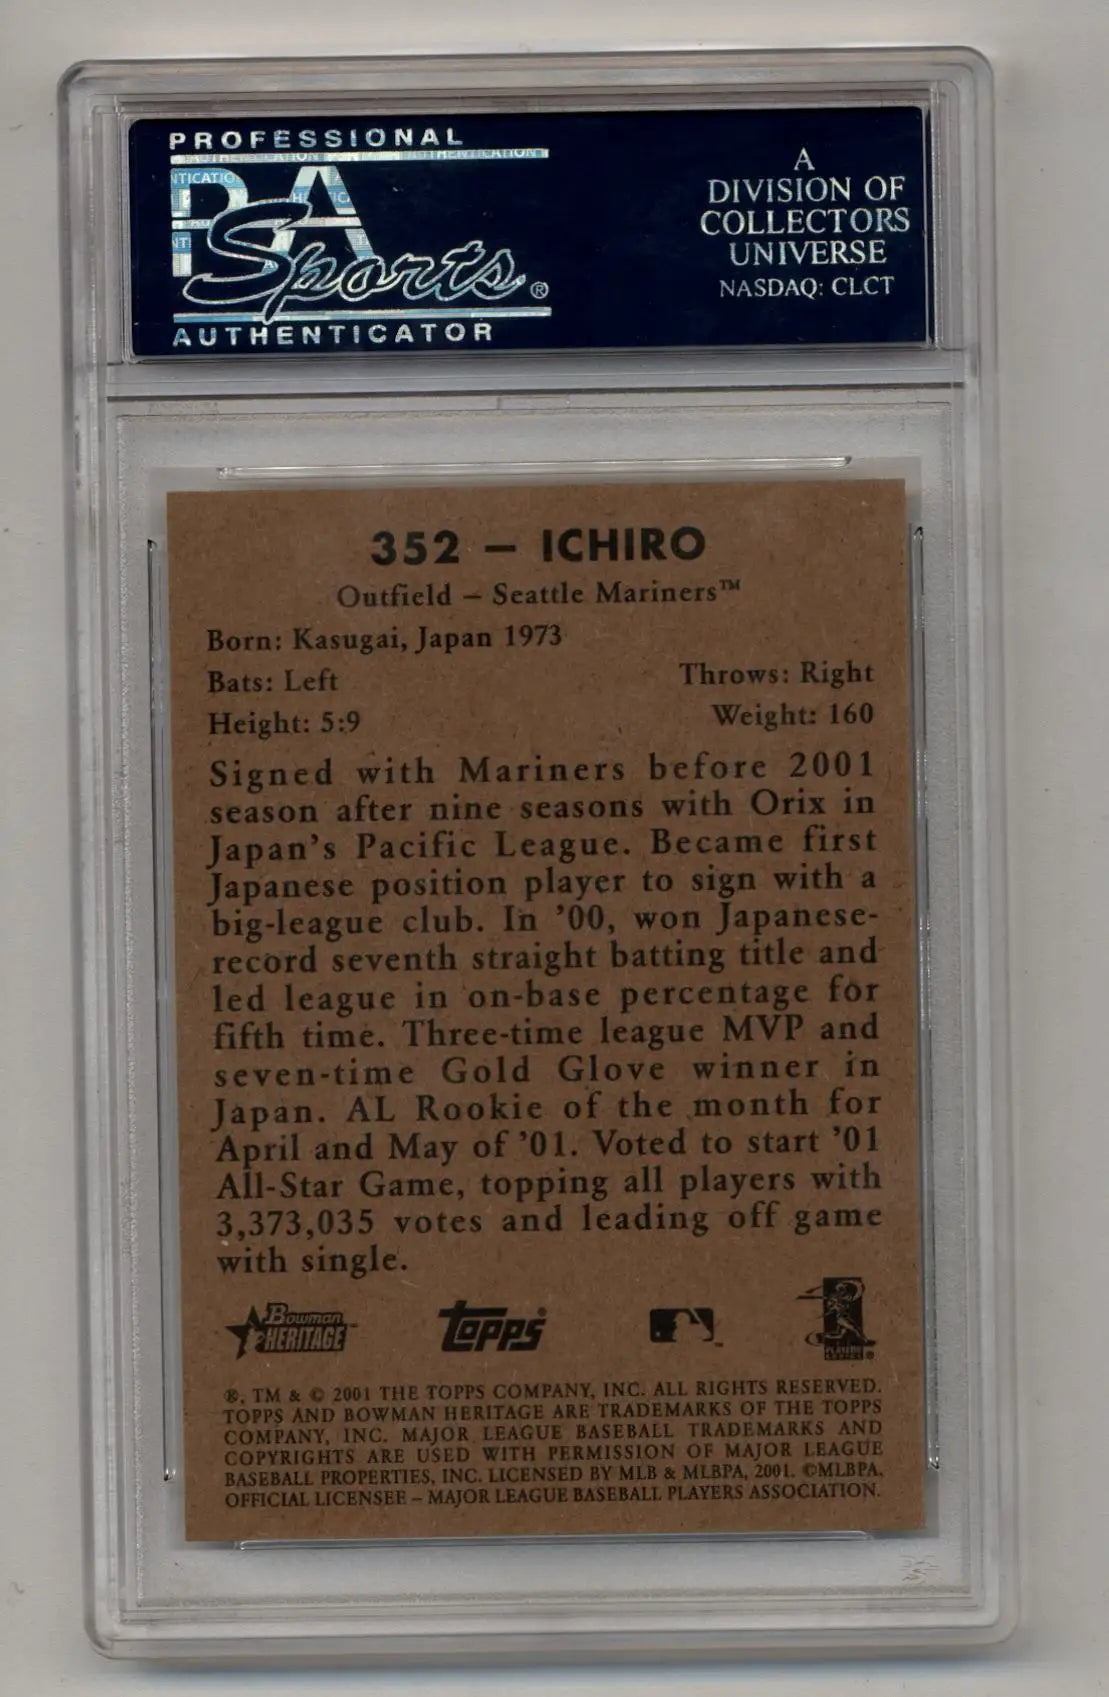 PROFESSIONAL
PSA
Sports®
AUTHENTICATOR
A
DIVISION OF
COLLECTORS
UNIVERSE
NASDAQ: CLCT
352 – ICHIRO
Outfield – Seattle Mariners™
Born: Kasugai, Japan 1973
Bats: Left Throws: Right
Height: 5:9 Weight: 160
Signed with Mariners before 2001
season after nine seasons with Orix in
Japan's Pacific League. Became first
Japanese position player to sign with a
big-league club. In '00, won Japanese-
record seventh straight batting title and
led league in on-base percentage for
fifth time. Three-time league MVP and
seven-time Gold Glove winner in
Japan. AL Rookie of the month for
April and May of '01. Voted to start '01
All-Star Game, topping all players with
3,373,035 votes and leading off game
with single.
Bowman
HERITAGE
Topps
®, TM & © 2001 THE TOPPS COMPANY, INC. ALL RIGHTS RESERVED.
TOPPS AND BOWMAN HERITAGE ARE TRADEMARKS OF THE TOPPS
COMPANY, INC. MAJOR LEAGUE BASEBALL TRADEMARKS AND
COPYRIGHTS ARE USED WITH PERMISSION OF MAJOR LEAGUE
BASEBALL PROPERTIES, INC. LICENSED BY MLB & MLBPA, 2001. ©MLBPA,
OFFICIAL LICENSEE – MAJOR LEAGUE BASEBALL PLAYERS ASSOCIATION.